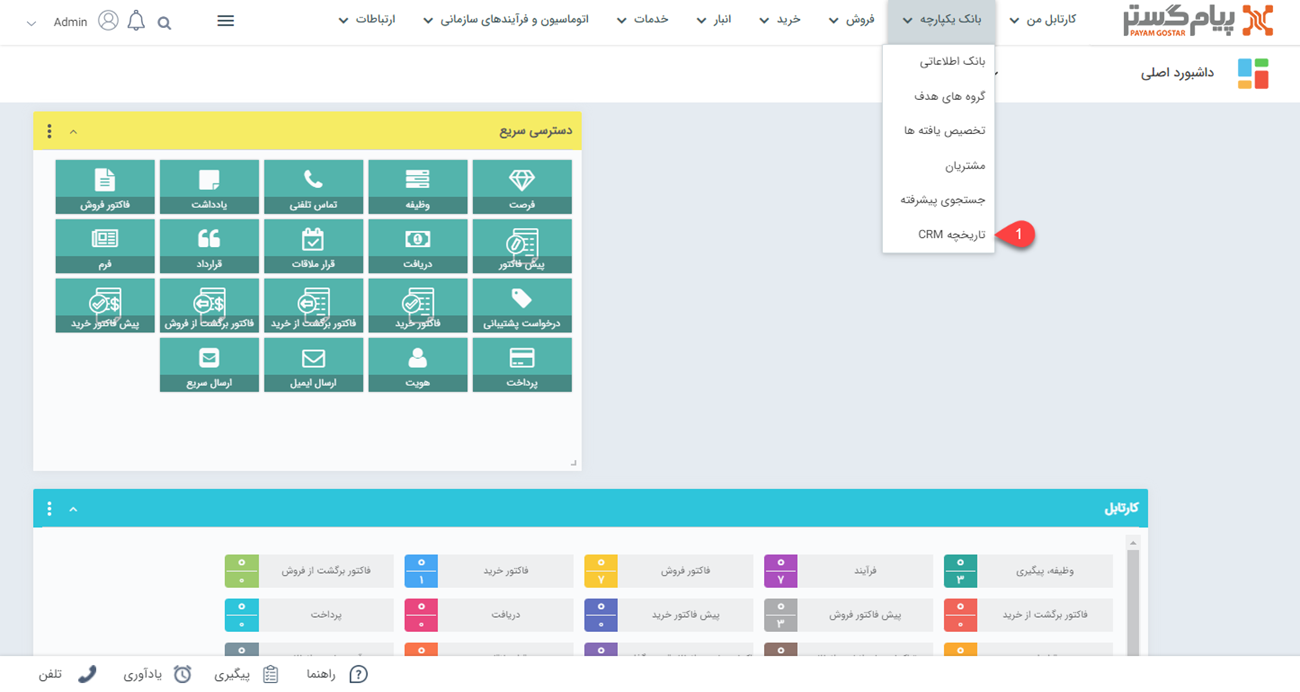 پیام گستر
PAYAM GOSTAR
کارتابل من
بانک یکپارچه
فروش
خرید
انبار
خدمات
اتوماسیون و فرآیندهای سازمانی
ارتباطات
Admin
بانک اطلاعاتی
گروه های هدف
تخصیص یافته ها
مشتریان
جستجوی پیشرفته
تاریخچه CRM
1
داشبورد اصلی
دسترسی سریع
فرصت
وظیفه
تماس تلفنی
یادداشت
فاکتور فروش
پیش فاکتور
دریافت
قرار ملاقات
قرارداد
فرم
درخواست پشتیبانی
فاکتور خرید
فاکتور برگشت از خرید
فاکتور برگشت از فروش
پیش فاکتور خرید
پرداخت
هویت
ارسال ایمیل
ارسال سریع
کارتابل
وظیفه، پیگیری
۰
۳
فرآیند
۰
۷
فاکتور فروش
۰
۷
فاکتور خرید
۰
۱
فاکتور برگشت از فروش
۰
۰
فاکتور برگشت از خرید
۰
۰
پیش فاکتور فروش
۰
۳
پیش فاکتور خرید
۰
۰
دریافت
۰
۰
پرداخت
۰
۰
راهنما
پیگیری
یادآوری
تلفن